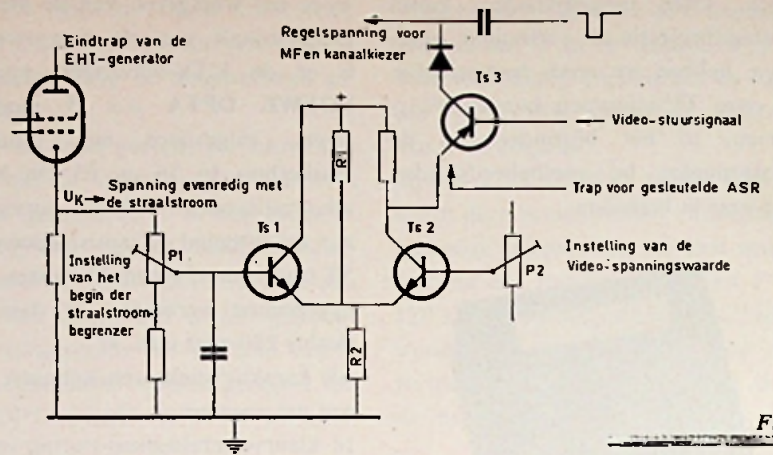 Eindtrap van de
EHT-generator
Regelspanning voor
MF en kanaalkiezer
Ts 3
Video-stuursignaal
Trap voor gesleutelde ASR
UK
Spanning evenredig met
de straalstroom
+
R1
Ts 1
Ts 2
P1
Instelling
van het
begin der
straalstroom-
begrenzer
Instelling van de
Video-spanningswaarde
P2
R2
F